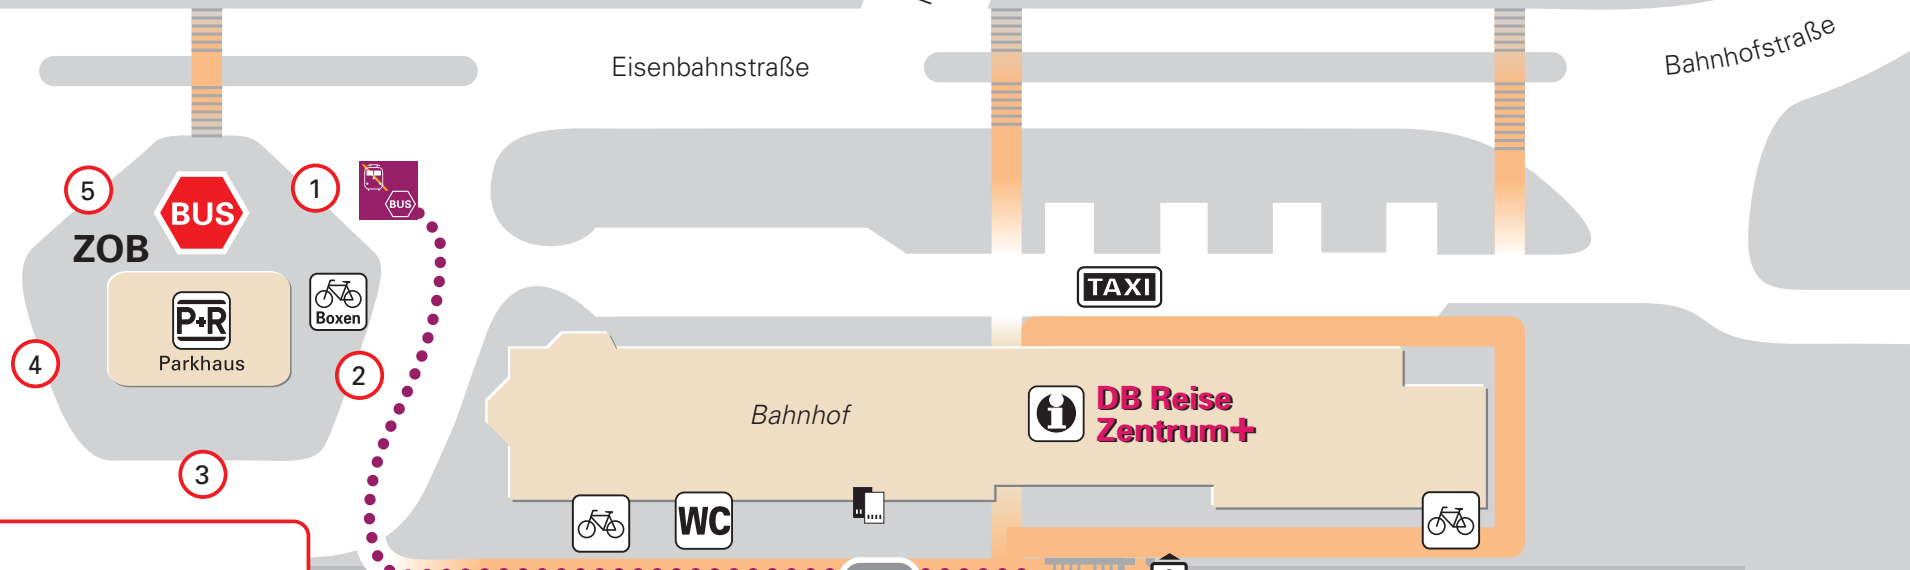 Eisenbahnstraße
Bahnhofstraße
5
1
BUS
BUS
ZOB
TAXI
Boxen
P+R
Parkhaus
4
2
Bahnhof
i
DB Reise
Zentrum+
3
WC